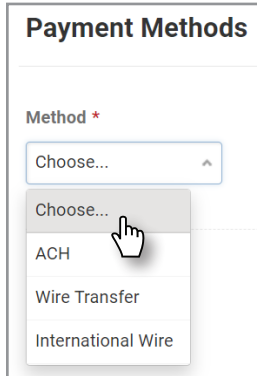 Payment Methods
Method *
Choose...
Choose...
ACH
Wire Transfer
International Wire